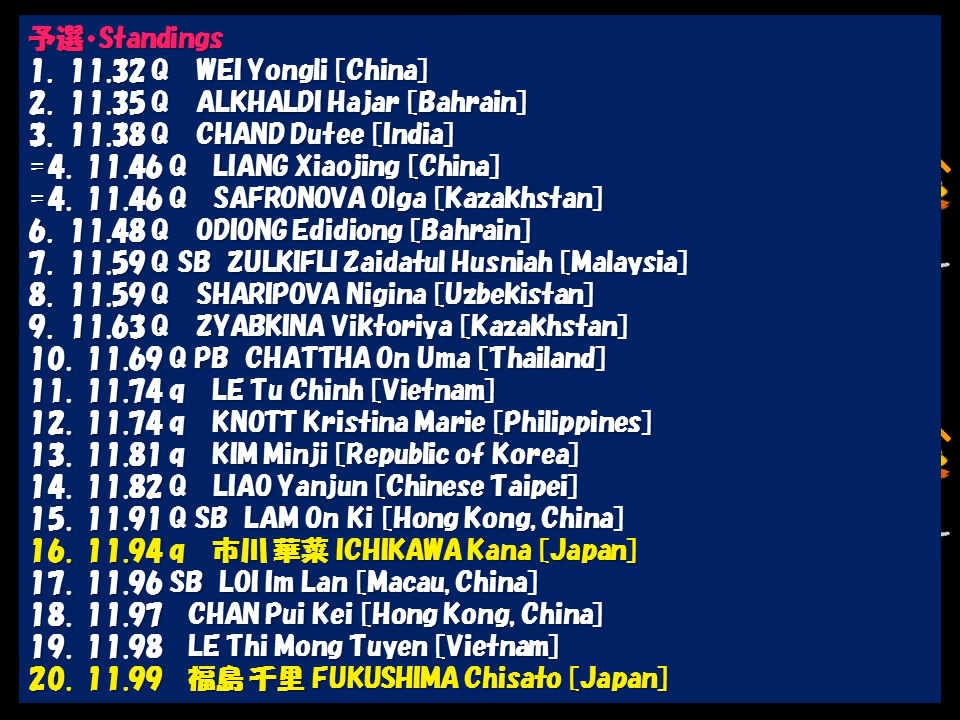 予選・Standings
1. 11.32 Q WEI Yongli [China]
2. 11.35 Q ALKHALDI Hajar [Bahrain]
3. 11.38 Q CHAND Dutee [India]
=4. 11.46 Q LIANG Xiaojing [China]
=4. 11.46 Q SAFRONOVA Olga [Kazakhstan]
6. 11.48 Q ODIONG Edidiong [Bahrain]
7. 11.59 Q SB ZULKIFLI Zaidatul Husniah [Malaysia]
8. 11.59 Q SHARIPOVA Nigina [Uzbekistan]
9. 11.63 Q ZYABKINA Viktoriya [Kazakhstan]
10. 11.69 Q PB CHATTHA On Uma [Thailand]
11. 11.74 q LE Tu Chinh [Vietnam]
12. 11.74 q KNOTT Kristina Marie [Philippines]
13. 11.81 q KIM Minji [Republic of Korea]
14. 11.82 Q LIAO Yanjun [Chinese Taipei]
15. 11.91 Q SB LAM On Ki [Hong Kong, China]
16. 11.94 q 市川 華菜 ICHIKAWA Kana [Japan]
17. 11.96 SB LOI Im Lan [Macau, China]
18. 11.97 CHAN Pui Kei [Hong Kong, China]
19. 11.98 LE Thi Mong Tuyen [Vietnam]
20. 11.99 福島 千里 FUKUSHIMA Chisato [Japan]